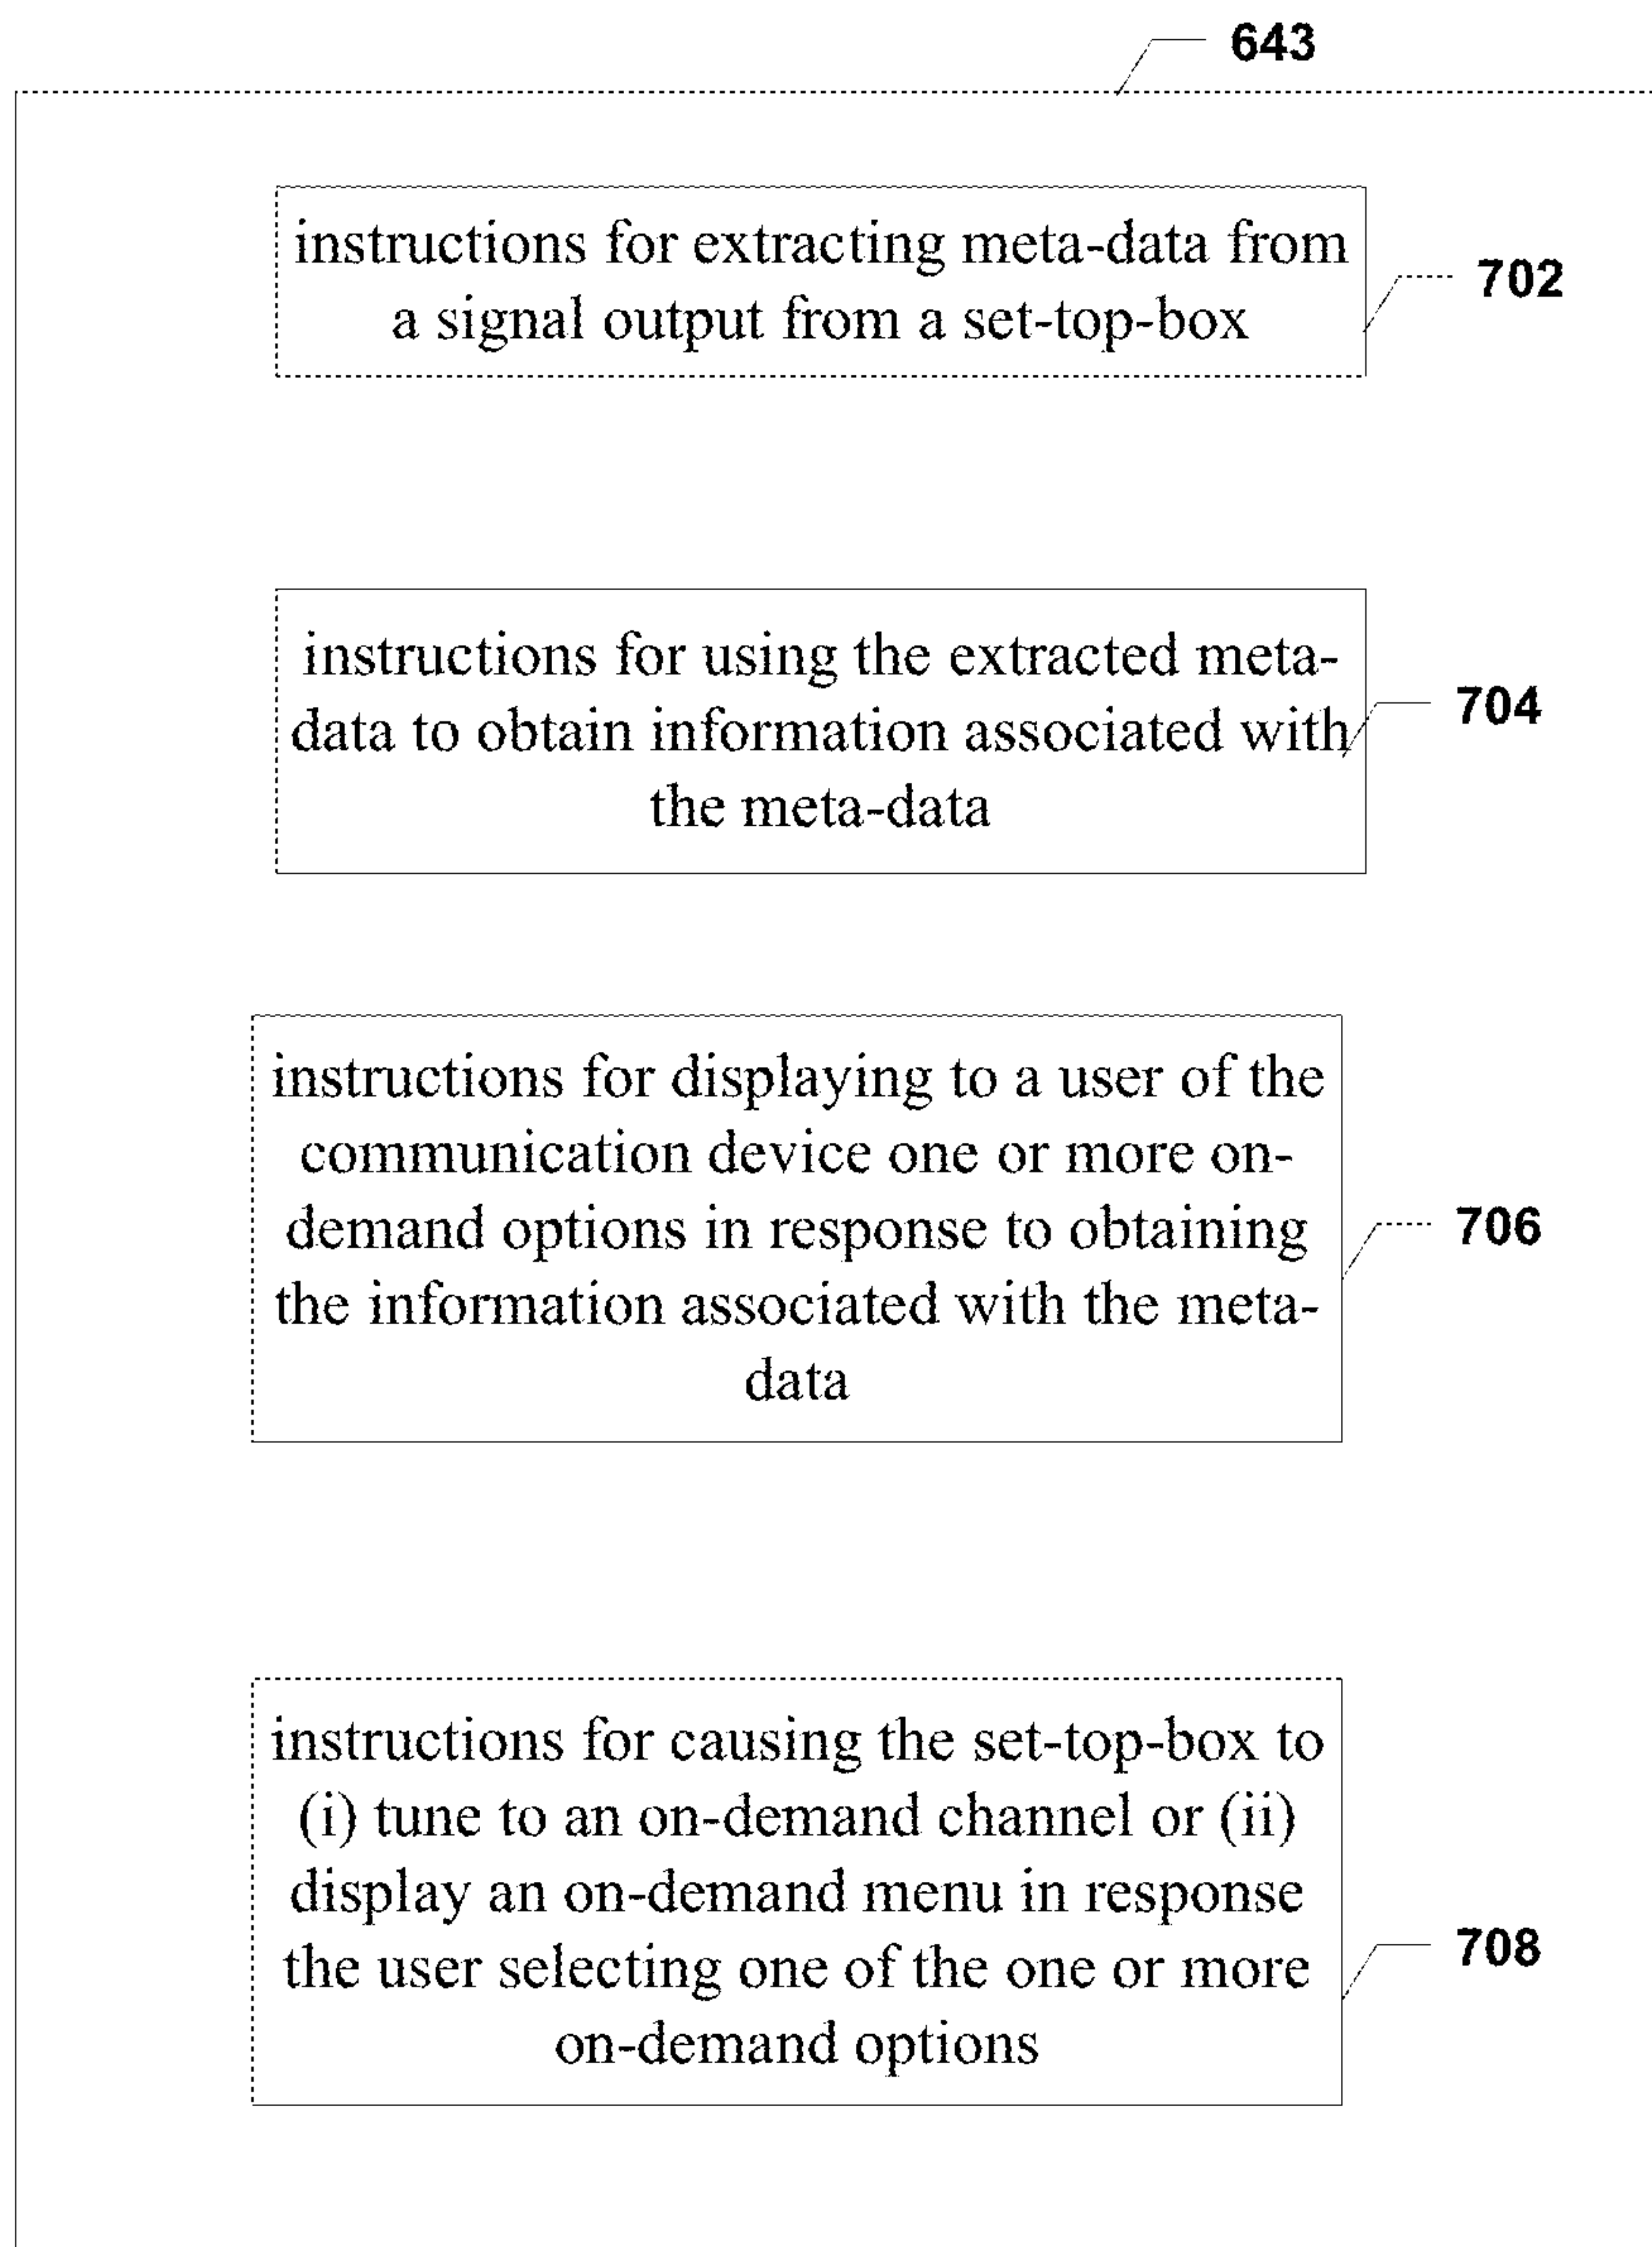 643
instructions for extracting meta-data from
a signal output from a set-top-box
702
instructions for using the extracted meta-
data to obtain information associated with
the meta-data
704
instructions for displaying to a user of the
communication device one or more on-
demand options in response to obtaining
the information associated with the meta-
data
706
instructions for causing the set-top-box to
(i) tune to an on-demand channel or (ii)
display an on-demand menu in response
the user selecting one of the one or more
on-demand options
708